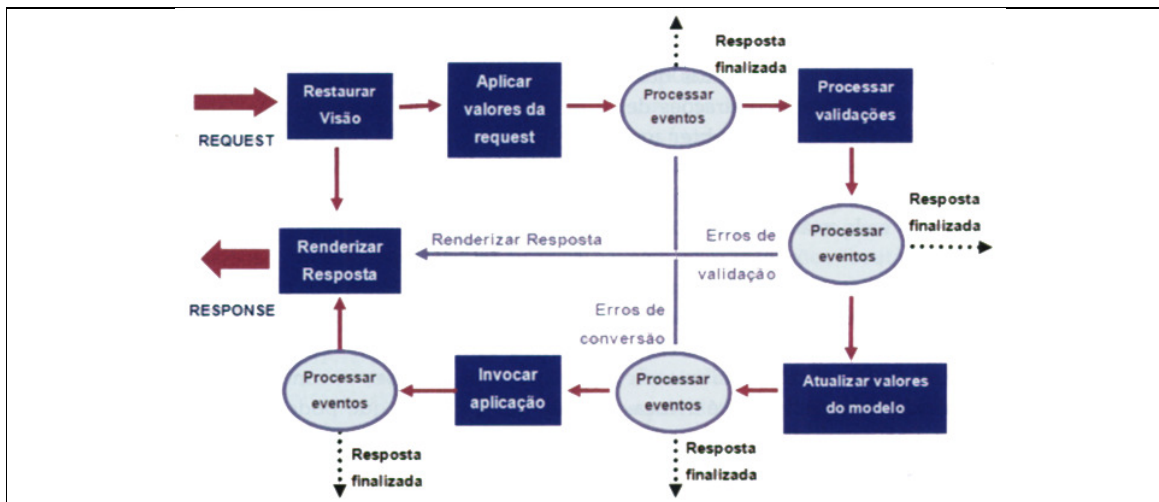 REQUEST
Restaurar
Visão
Aplicar
valores da
request
Processar
eventos
Resposta
finalizada
Processar
validações
Resposta
finalizada
Processar
eventos
Renderizar Resposta
Erros de
validação
Renderizar
Resposta
RESPONSE
Erros de
conversão
Processar
eventos
Invocar
aplicação
Processar
eventos
Atualizar valores
do modelo
Resposta
finalizada
Resposta
finalizada